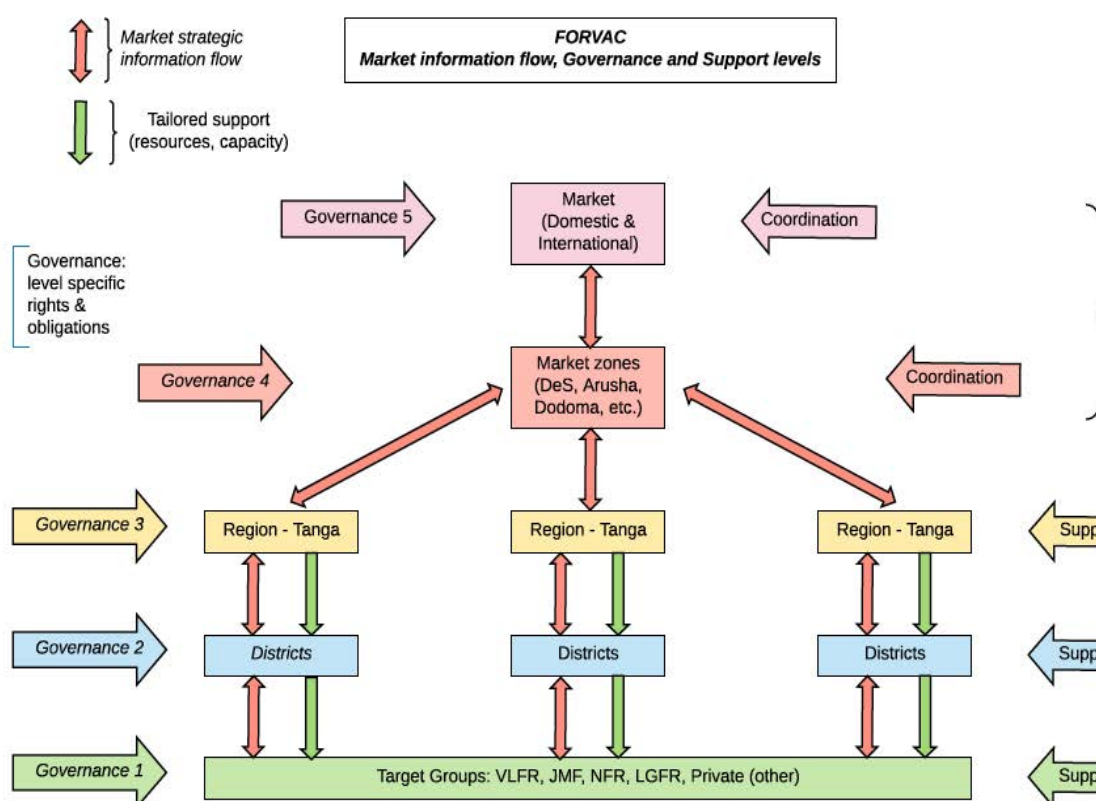 Market strategic
information flow
FORVAC
Market information flow, Governance and Support levels
Tailored support
(resources, capacity)
Governance 5
Market
(Domestic &
International)
Coordination
Governance:
level specific
rights &
obligations
Governance 4
Market zones
(DeS, Arusha,
Dodoma, etc.)
Coordination
Governance 3
Region - Tanga
Region - Tanga
Region - Tanga
Supp
Governance 2
Districts
Districts
Districts
Supp
Governance 1
Target Groups: VLFR, JMF, NFR, LGFR, Private (other)
Supp